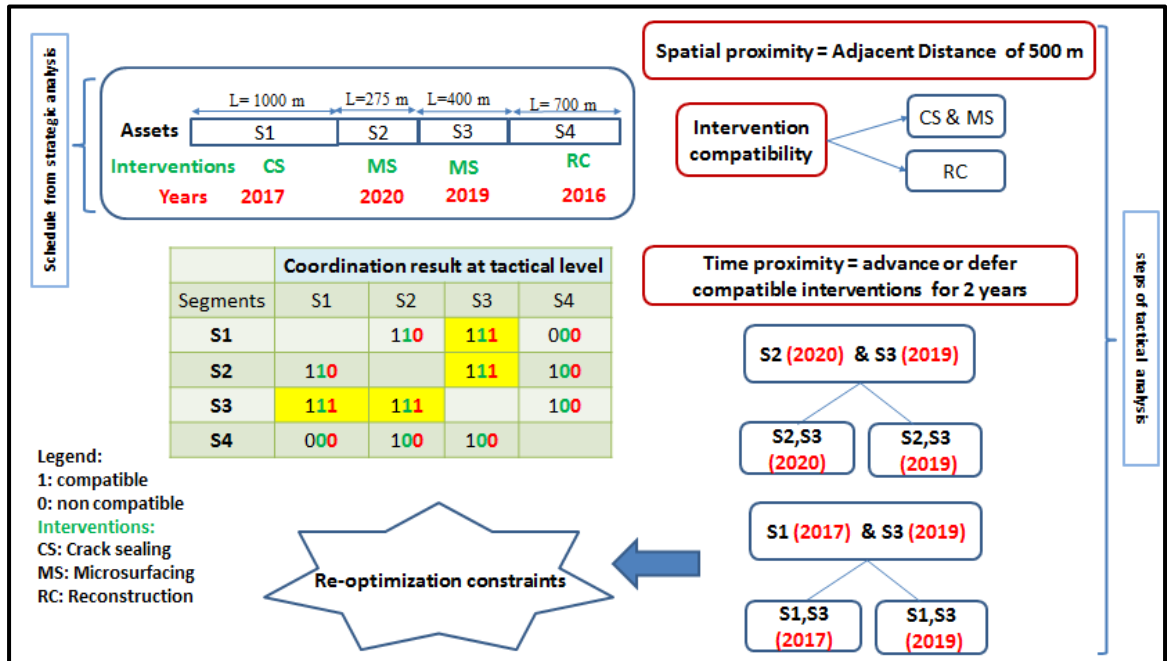 Schedule from strategic analysis
L= 1000 m L=275 m L=400 m L= 700 m
Assets S1 S2 S3 S4
Interventions CS MS MS RC
Years 2017 2020 2019 2016
Spatial proximity = Adjacent Distance of 500 m
Intervention
compatibility
CS & MS
RC
Coordination result at tactical level
Segments S1 S2 S3 S4
S1 110 111 000
S2 110 111 100
S3 111 111 100
S4 000 100 100
Time proximity = advance or defer
compatible interventions for 2 years
S2 (2020) & S3 (2019)
S2,S3
(2020)
S2,S3
(2019)
S1 (2017) & S3 (2019)
S1,S3
(2017)
S1,S3
(2019)
Re-optimization constraints
Legend:
1: compatible
0: non compatible
Interventions:
CS: Crack sealing
MS: Microsurfacing
RC: Reconstruction
steps of tactical analysis